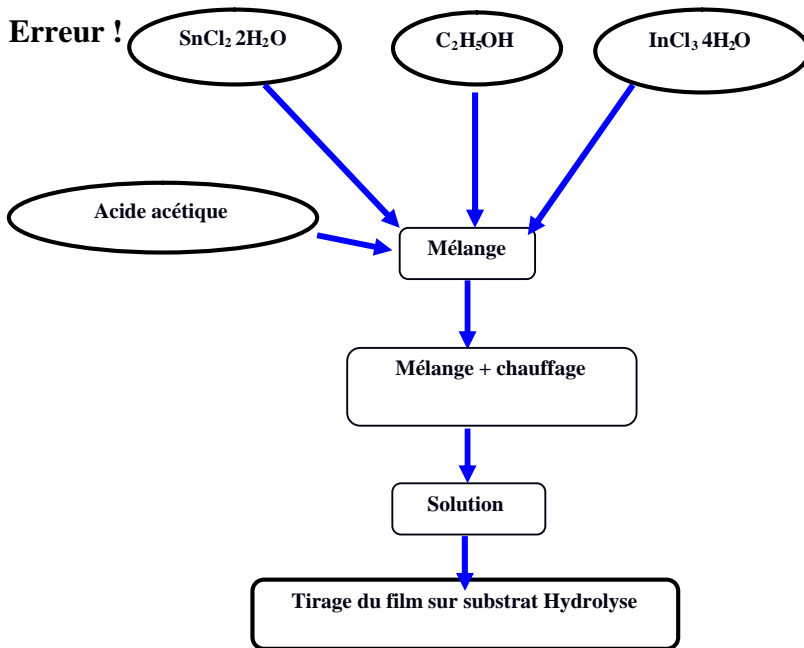 Erreur !
SnCl₂ 2H₂O
C₂H₅OH
InCl₃ 4H₂O
Acide acétique
Mélange
Mélange + chauffage
Solution
Tirage du film sur substrat Hydrolyse